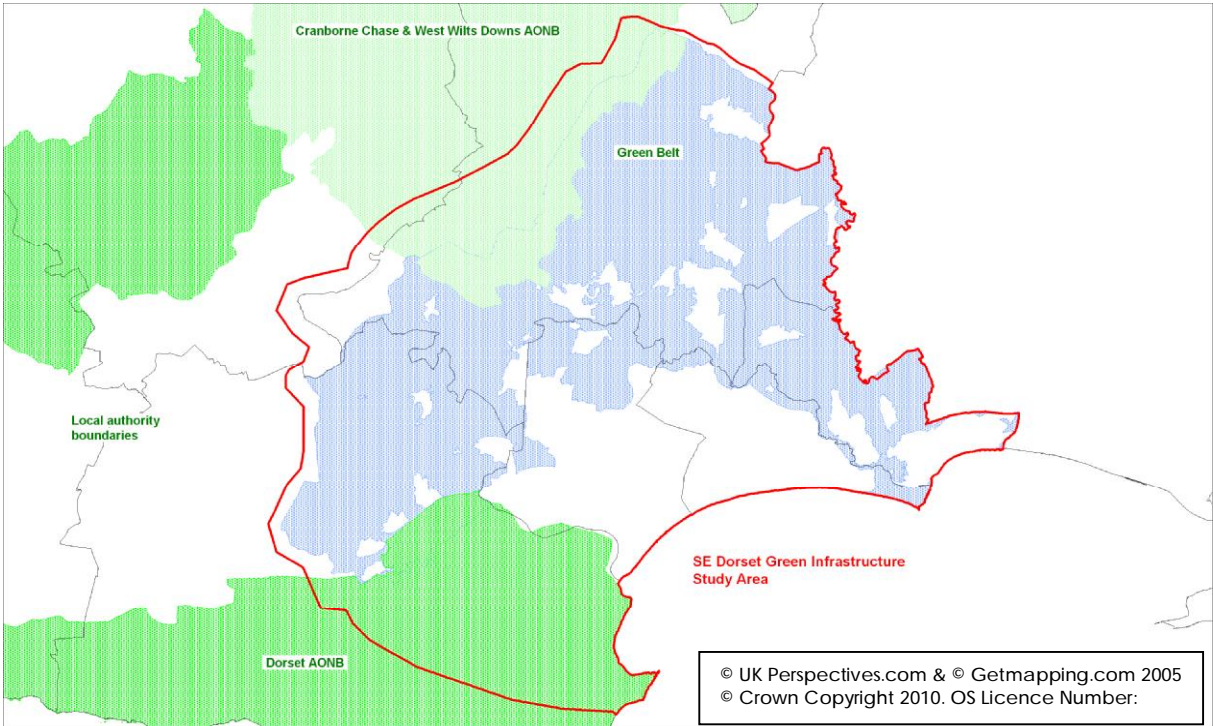 Cranborne Chase & West Wilts Downs AONB
Green Belt
Local authority
boundaries
SE Dorset Green Infrastructure
Study Area
Dorset AONB
© UK Perspectives.com & © Getmapping.com 2005
© Crown Copyright 2010. OS Licence Number: